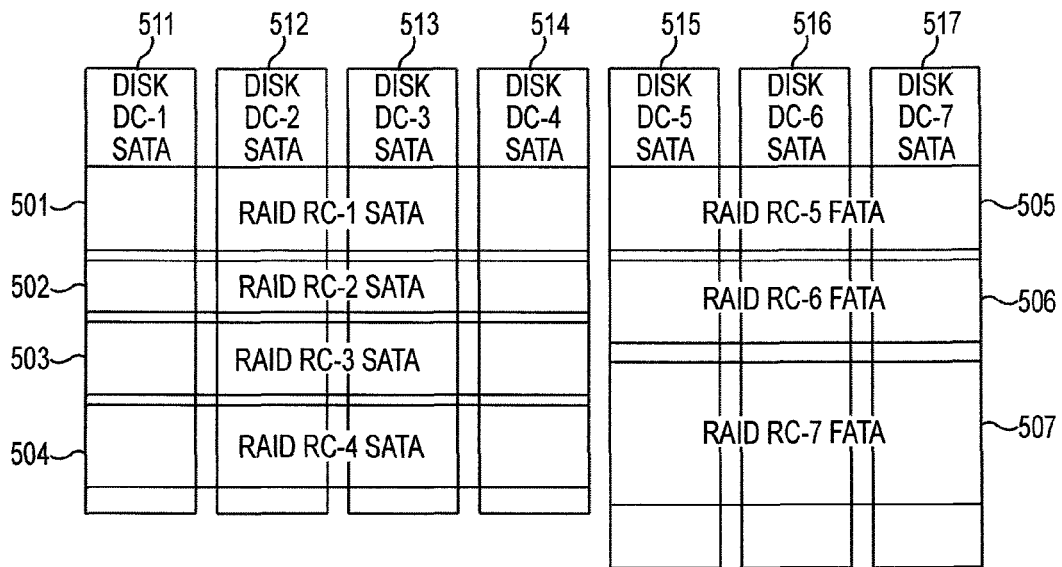 511 512 513 514 515 516 517
DISK DC-1 SATA
DISK DC-2 SATA
DISK DC-3 SATA
DISK DC-4 SATA
DISK DC-5 SATA
DISK DC-6 SATA
DISK DC-7 SATA
501 RAID RC-1 SATA
502 RAID RC-2 SATA
503 RAID RC-3 SATA
504 RAID RC-4 SATA
RAID RC-5 FATA 505
RAID RC-6 FATA 506
RAID RC-7 FATA 507